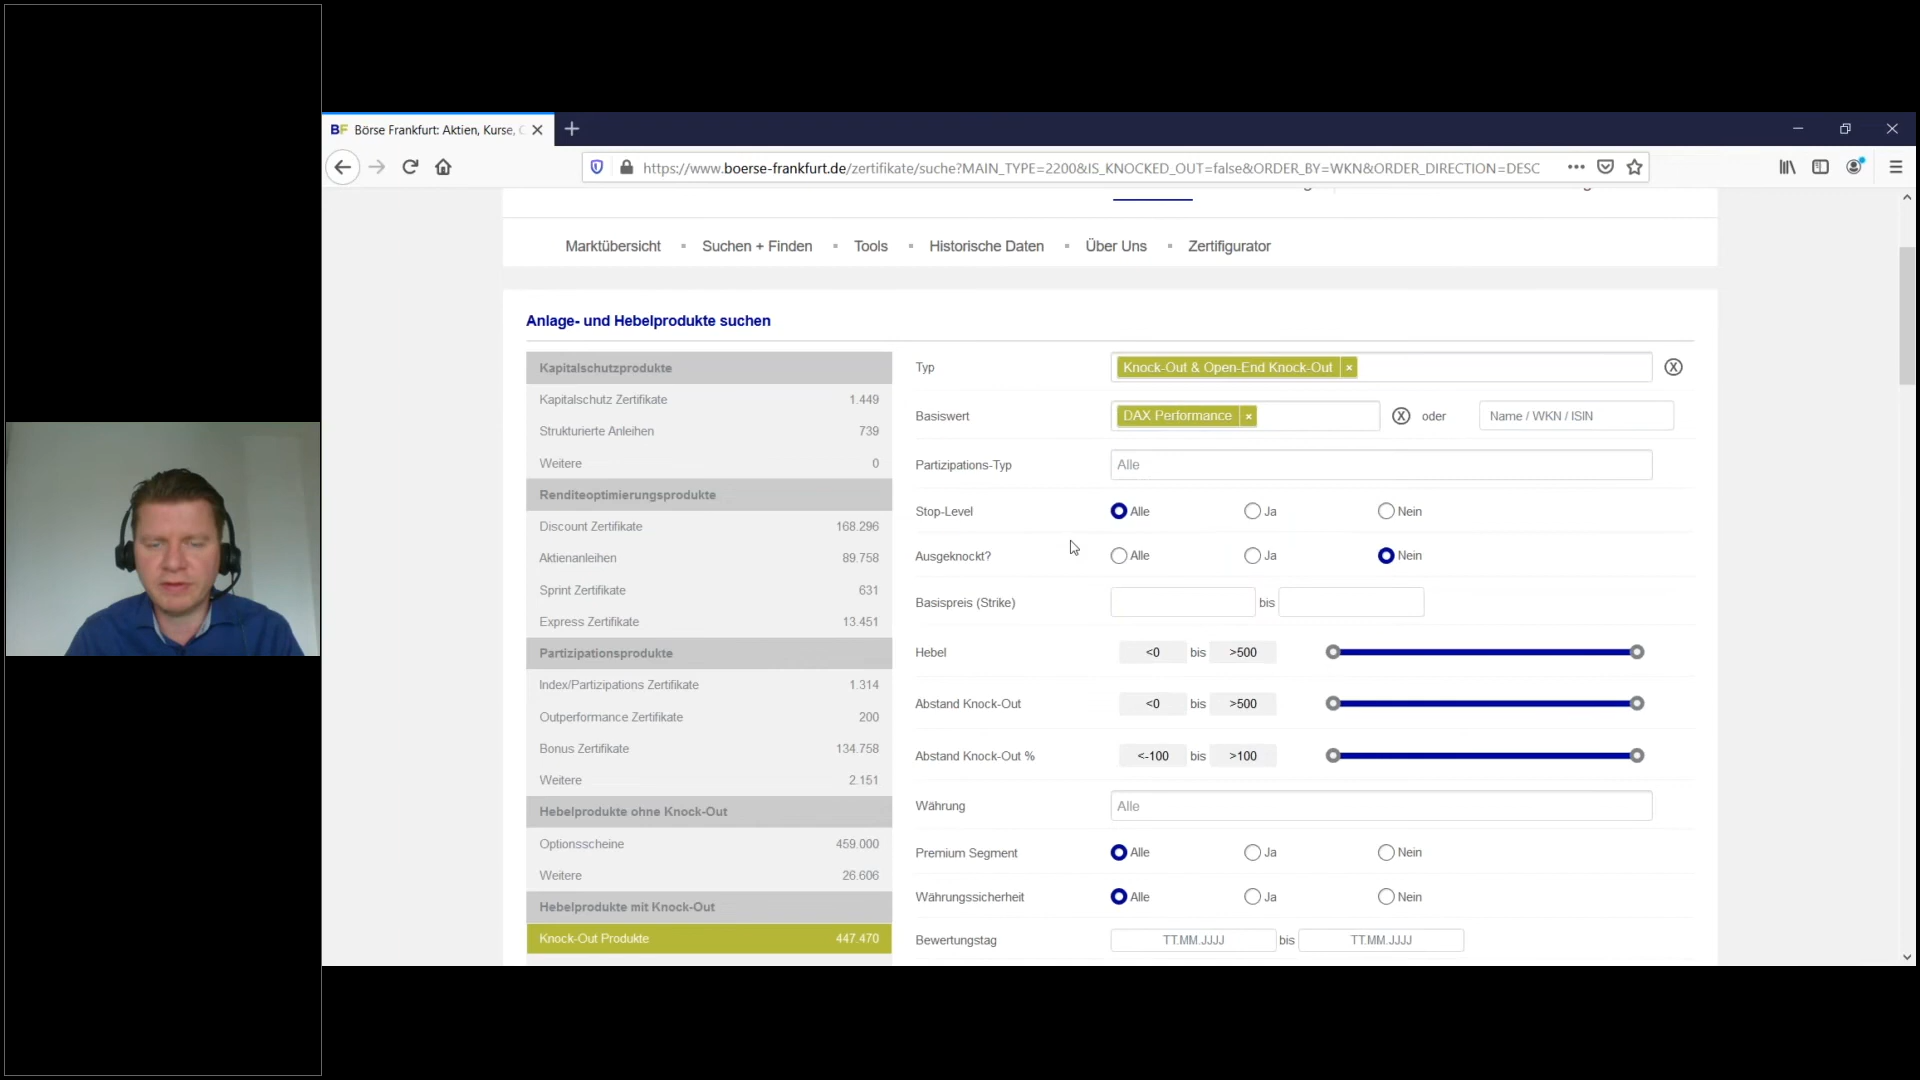 BF Börse Frankfurt: Aktien, Kurse,
https://www.boerse-frankfurt.de/zertifikate/suche?MAIN_TYPE=2200&IS_KNOCKED_OUT=false&ORDER_BY=WKN&ORDER_DIRECTION=DESC
Marktübersicht Suchen + Finden Tools Historische Daten Über Uns Zertifigurator
Anlage- und Hebelprodukte suchen
Kapitalschutzprodukte
Kapitalschutz Zertifikate 1.449
Strukturierte Anleihen 739
Weitere 0
Renditeoptimierungsprodukte
Discount Zertifikate 168.296
Aktienanleihen 89.758
Sprint Zertifikate 631
Express Zertifikate 13.451
Partizipationsprodukte
Index/Partizipations Zertifikate 1.314
Outperformance Zertifikate 200
Bonus Zertifikate 134.758
Weitere 2.151
Hebelprodukte ohne Knock-Out
Optionsscheine 459.000
Weitere 26.606
Hebelprodukte mit Knock-Out
Knock-Out Produkte 447.470
Typ Knock-Out & Open-End Knock-Out ×
Basiswert DAX Performance × oder Name / WKN / ISIN
Partizipations-Typ Alle
Stop-Level Alle Ja Nein
Ausgeknockt? Alle Ja Nein
Basispreis (Strike) bis
Hebel <0 bis >500
Abstand Knock-Out <0 bis >500
Abstand Knock-Out % <-100 bis >100
Währung Alle
Premium Segment Alle Ja Nein
Währungssicherheit Alle Ja Nein
Bewertungstag TT.MM.JJJJ bis TT.MM.JJJJ